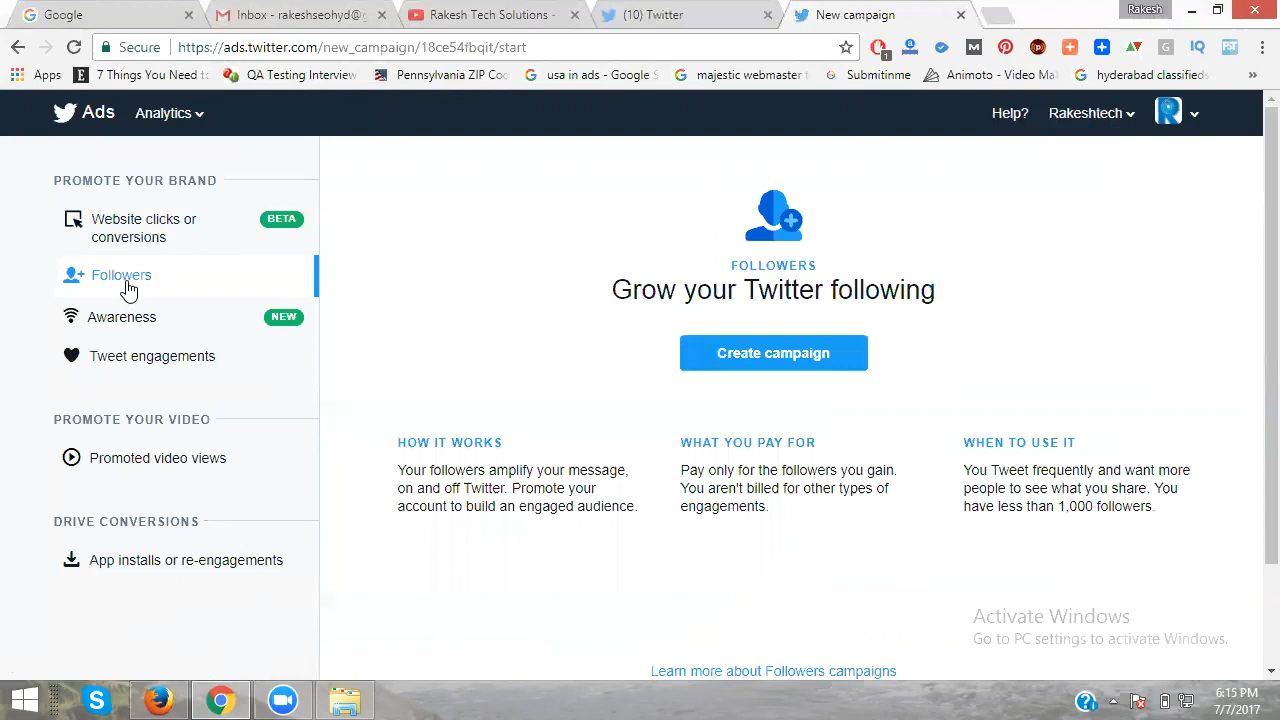 Google
Inbox - rakeshseohyd@
Rakesh Tech Solutions
(10) Twitter
New campaign
Rakesh
Secure
https://ads.twitter.com/new_campaign/18ce54fbqit/start
1
Apps
7 Things You Need t
QA Testing Interview
Pennsylvania ZIP Co
usa in ads - Google S
majestic webmaster t
Submitinme
Animoto - Video Ma
hyderabad classifieds
»
Ads
Analytics
Help?
Rakeshtech
PROMOTE YOUR BRAND
Website clicks or
conversions
BETA
Followers
Awareness
NEW
Tweet engagements
PROMOTE YOUR VIDEO
Promoted video views
DRIVE CONVERSIONS
App installs or re-engagements
FOLLOWERS
Grow your Twitter following
Create campaign
HOW IT WORKS
Your followers amplify your message,
on and off Twitter. Promote your
account to build an engaged audience.
WHAT YOU PAY FOR
Pay only for the followers you gain.
You aren't billed for other types of
engagements.
WHEN TO USE IT
You Tweet frequently and want more
people to see what you share. You
have less than 1,000 followers.
Learn more about Followers campaigns
Activate Windows
Go to PC settings to activate Windows.
6:15 PM
7/7/2017